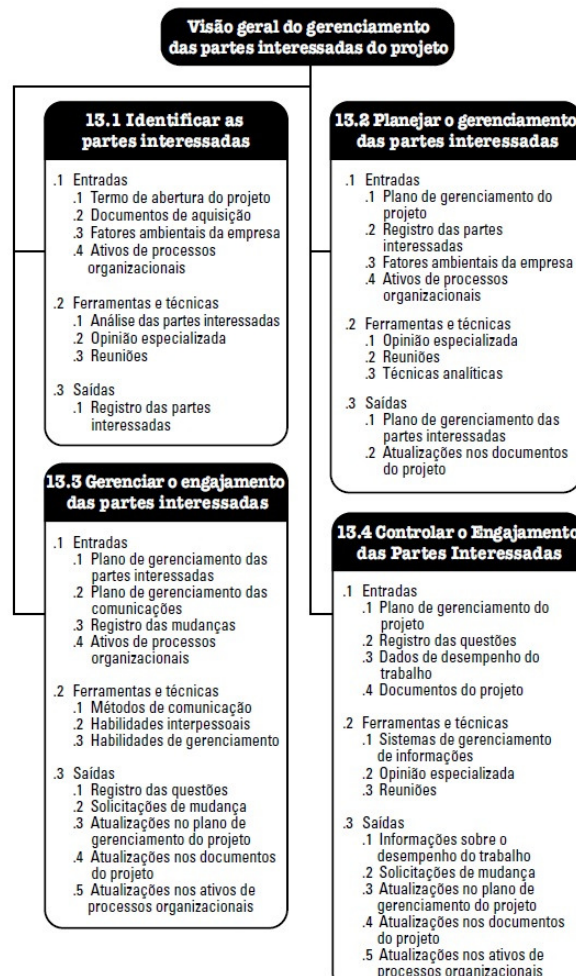 Visão geral do gerenciamento
das partes interessadas do projeto
13.1 Identificar as
partes interessadas
.1 Entradas
.1 Termo de abertura do projeto
.2 Documentos de aquisição
.3 Fatores ambientais da empresa
.4 Ativos de processos
organizacionais
.2 Ferramentas e técnicas
.1 Análise das partes interessadas
.2 Opinião especializada
.3 Reuniões
.3 Saídas
.1 Registro das partes
interessadas
13.2 Planejar o gerenciamento
das partes interessadas
.1 Entradas
.1 Plano de gerenciamento do
projeto
.2 Registro das partes
interessadas
.3 Fatores ambientais da empresa
.4 Ativos de processos
organizacionais
.2 Ferramentas e técnicas
.1 Opinião especializada
.2 Reuniões
.3 Técnicas analíticas
.3 Saídas
.1 Plano de gerenciamento das
partes interessadas
.2 Atualizações nos documentos
do projeto
13.3 Gerenciar o engajamento
das partes interessadas
.1 Entradas
.1 Plano de gerenciamento das
partes interessadas
.2 Plano de gerenciamento das
comunicações
.3 Registro das mudanças
.4 Ativos de processos
organizacionais
.2 Ferramentas e técnicas
.1 Métodos de comunicação
.2 Habilidades interpessoais
.3 Habilidades de gerenciamento
.3 Saídas
.1 Registro das questões
.2 Solicitações de mudança
.3 Atualizações no plano de
gerenciamento do projeto
.4 Atualizações nos documentos
do projeto
.5 Atualizações nos ativos de
processos organizacionais
13.4 Controlar o Engajamento
das Partes Interessadas
.1 Entradas
.1 Plano de gerenciamento do
projeto
.2 Registro das questões
.3 Dados de desempenho do
trabalho
.4 Documentos do projeto
.2 Ferramentas e técnicas
.1 Sistemas de gerenciamento
de informações
.2 Opinião especializada
.3 Reuniões
.3 Saídas
.1 Informações sobre o
desempenho do trabalho
.2 Solicitações de mudança
.3 Atualizações no plano de
gerenciamento do projeto
.4 Atualizações nos documentos
do projeto
.5 Atualizações nos ativos de
processos organizacionais